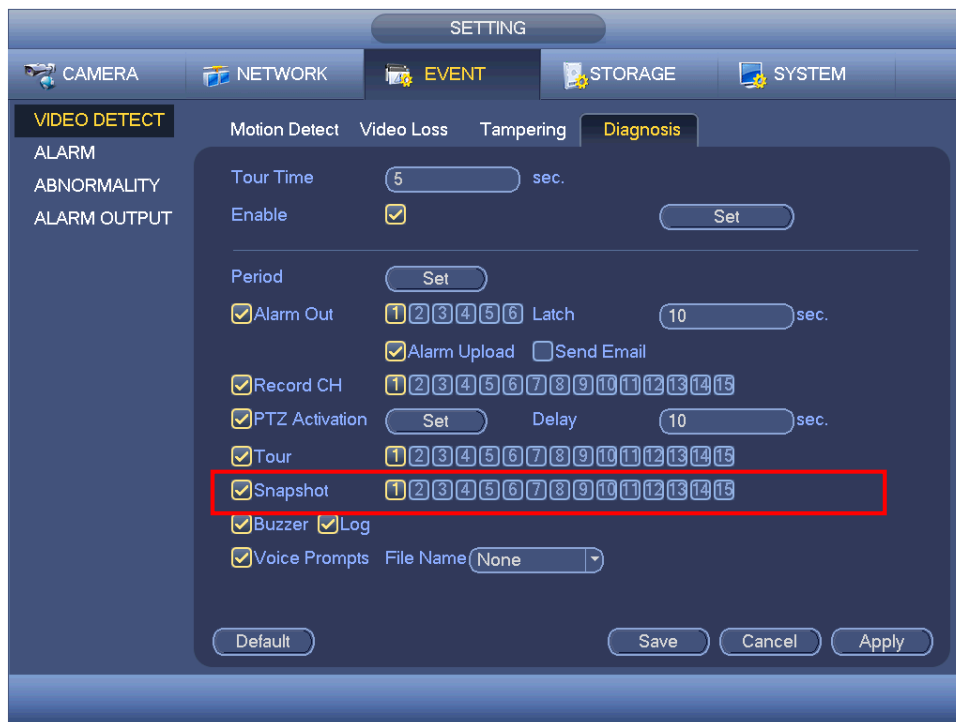 SETTING
CAMERA NETWORK EVENT STORAGE SYSTEM
VIDEO DETECT
ALARM
ABNORMALITY
ALARM OUTPUT
Motion Detect Video Loss Tampering Diagnosis
Tour Time 5 sec.
Enable Set
Period Set
Alarm Out 1 2 3 4 5 6 Latch 10 sec.
Alarm Upload Send Email
Record CH 1 2 3 4 5 6 7 8 9 10 11 12 13 14 15
PTZ Activation Set Delay 10 sec.
Tour 1 2 3 4 5 6 7 8 9 10 11 12 13 14 15
Snapshot 1 2 3 4 5 6 7 8 9 10 11 12 13 14 15
Buzzer Log
Voice Prompts File Name None
Default Save Cancel Apply